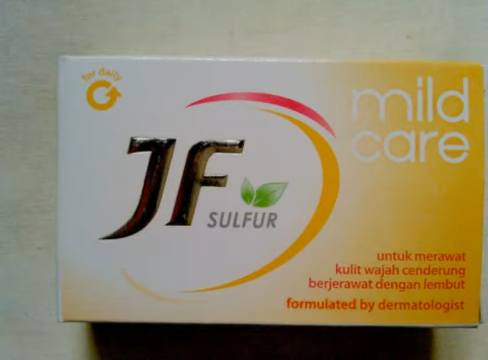 for daily
mild
care
JF
SULFUR
untuk merawat
kulit wajah cenderung
berjerawat dengan lembut
formulated by dermatologist